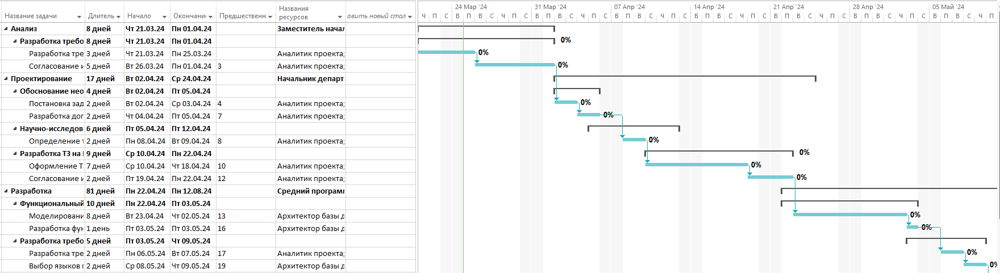 Название задачи Длитель Начало Окончани Предшественн Названия ресурсов авить новый стол
24 Мар '24 31 Мар '24 07 Апр '24 14 Апр '24 21 Апр '24 28 Апр '24 05 Май '24
Ч П С В П В С Ч П С В П В С Ч П С В П В С Ч П С В П В С Ч П С В П В С Ч П С В П В С Ч П С В П В С Ч П
Анализ 8 дней Чт 21.03.24 Пн 01.04.24 Заместитель начал
Разработка требо 8 дней Чт 21.03.24 Пн 01.04.24 0%
Разработка тре 3 дней Чт 21.03.24 Пн 25.03.24 Аналитик проекта; 0%
Согласование и 5 дней Вт 26.03.24 Пн 01.04.24 3 Аналитик проекта; 0%
Проектирование 17 дней Вт 02.04.24 Ср 24.04.24 Начальник департ
Обоснование нео 4 дней Вт 02.04.24 Пт 05.04.24
Постановка зад 2 дней Вт 02.04.24 Ср 03.04.24 4 Аналитик проекта; 0%
Разработка дог 2 дней Чт 04.04.24 Пт 05.04.24 7 Аналитик проекта; 0%
Научно-исследов 6 дней Пт 05.04.24 Пт 12.04.24
Определение т 2 дней Пн 08.04.24 Вт 09.04.24 8 Аналитик проекта; 0%
Разработка ТЗ на 9 дней Ср 10.04.24 Пн 22.04.24 0%
Оформление Т 7 дней Ср 10.04.24 Чт 18.04.24 10 Аналитик проекта; 0%
Согласование и 2 дней Пт 19.04.24 Пн 22.04.24 12 Аналитик проекта; 0%
Разработка 81 дней Пн 22.04.24 Пн 12.08.24 Средний програм
Функциональный 10 дней Пн 22.04.24 Пт 03.05.24
Моделировани 8 дней Вт 23.04.24 Чт 02.05.24 13 Архитектор базы д 0%
Разработка фун 1 день Пт 03.05.24 Пт 03.05.24 16 Архитектор базы д 0%
Разработка требо 5 дней Пт 03.05.24 Чт 09.05.24
Разработка тре 2 дней Пн 06.05.24 Вт 07.05.24 17 Аналитик проекта; 0%
Выбор языков 2 дней Ср 08.05.24 Чт 09.05.24 19 Архитектор базы д 0%